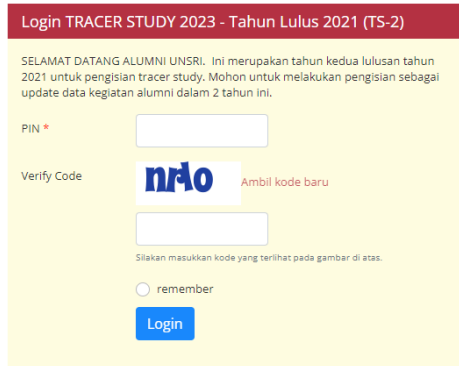 Login TRACER STUDY 2023 - Tahun Lulus 2021 (TS-2)
SELAMAT DATANG ALUMNI UNSRI. Ini merupakan tahun kedua lulusan tahun
2021 untuk pengisian tracer study. Mohon untuk melakukan pengisian sebagai
update data kegiatan alumni dalam 2 tahun ini.
PIN *
Verify Code
Ambil kode baru
Silakan masukkan kode yang terlihat pada gambar di atas.
remember
Login